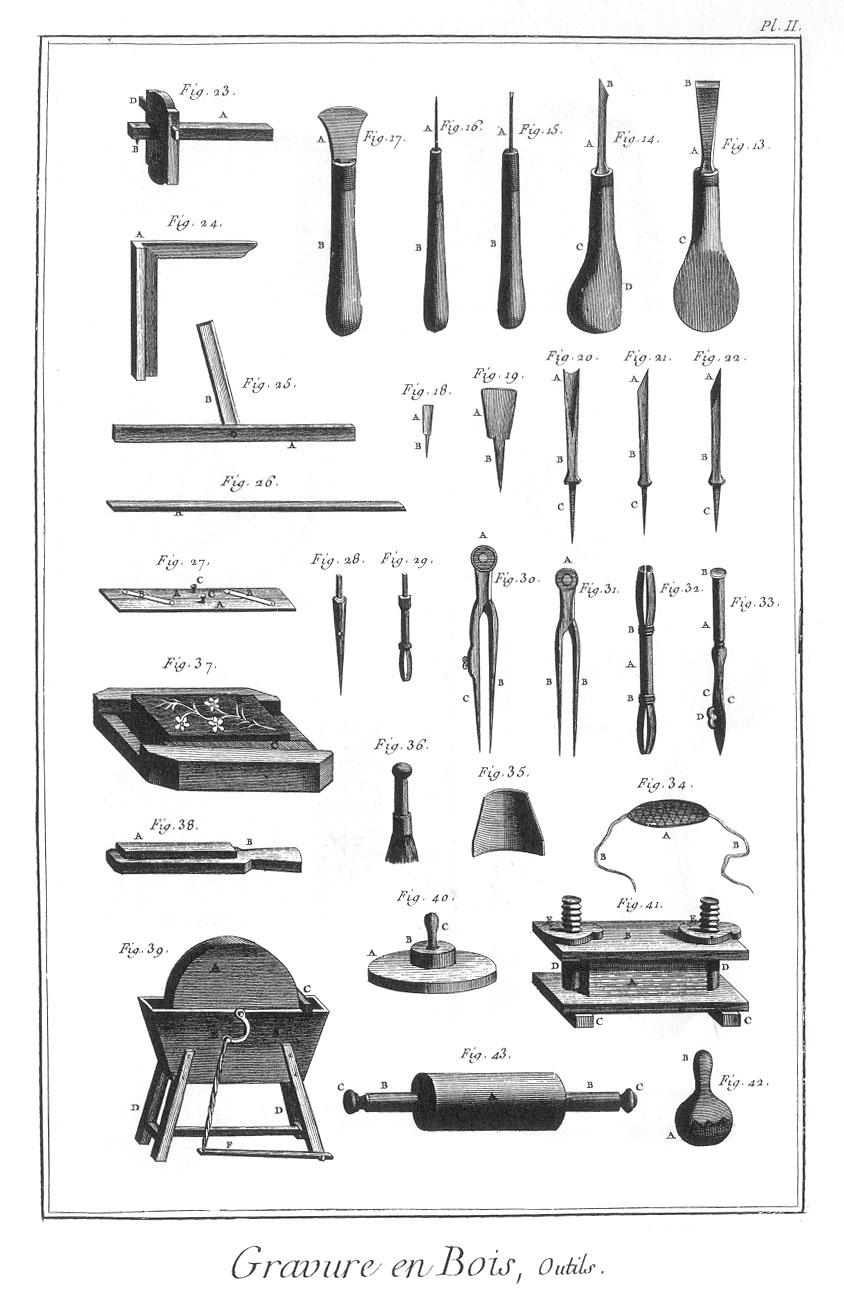 Pl. II.
Fig. 23.
D
A
B
Fig. 17.
A
B
Fig. 16.
A
B
Fig. 15.
A
B
Fig. 14.
B
A
C
D
Fig. 13.
B
A
C
Fig. 24.
A
Fig. 25.
B
A
Fig. 18.
A
B
Fig. 19.
A
B
Fig. 20.
A
B
C
Fig. 21.
A
B
C
Fig. 22.
A
B
C
Fig. 26.
A
Fig. 27.
C
B A C B
A
Fig. 28.
Fig. 29.
Fig. 30.
A
B
C
Fig. 31.
A
B B
Fig. 32.
B
A
B
Fig. 33.
B
A
C C
D
Fig. 37.
Fig. 36.
Fig. 35.
Fig. 34.
A
B B
Fig. 38.
A B
Fig. 40.
A B C
Fig. 41.
E E
B
D D
A
C C
Fig. 39.
A
C
E
D D
F
Fig. 43.
C B A B C
Fig. 42.
B
A
Gravure en Bois, Outils.